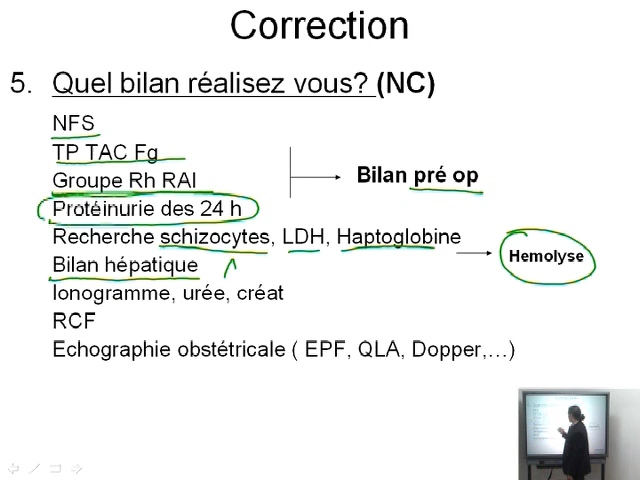 Correction
5. Quel bilan réalisez vous? (NC)
NFS
TP TAC Fg
Groupe Rh RAI
Bilan pré op
Protéinurie des 24 h
Recherche schizocytes, LDH, Haptoglobine
Hemolyse
Bilan hépatique
Ionogramme, urée, créat
RCF
Echographie obstétricale ( EPF, QLA, Dopper,...)